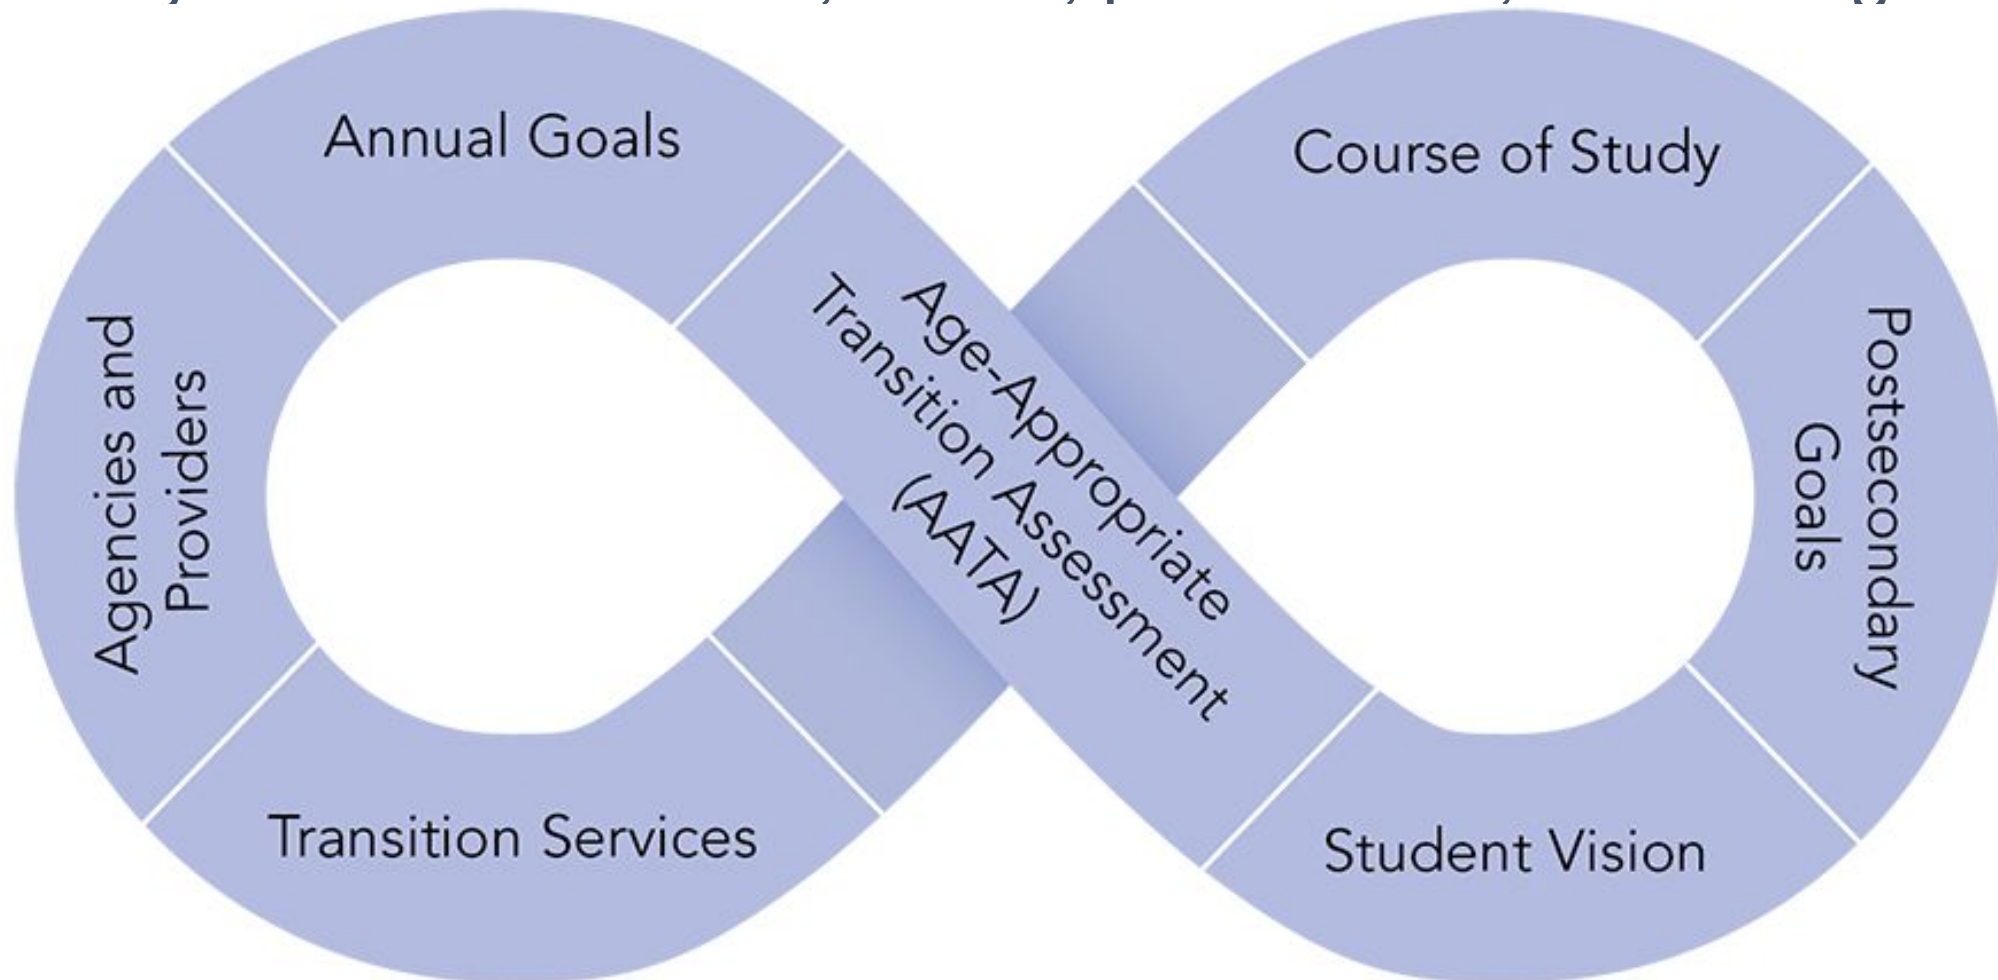 Annual Goals
Course of Study
Agencies and
Providers
Age-Appropriate
Transition Assessment
(AATA)
Postsecondary
Goals
Transition Services
Student Vision